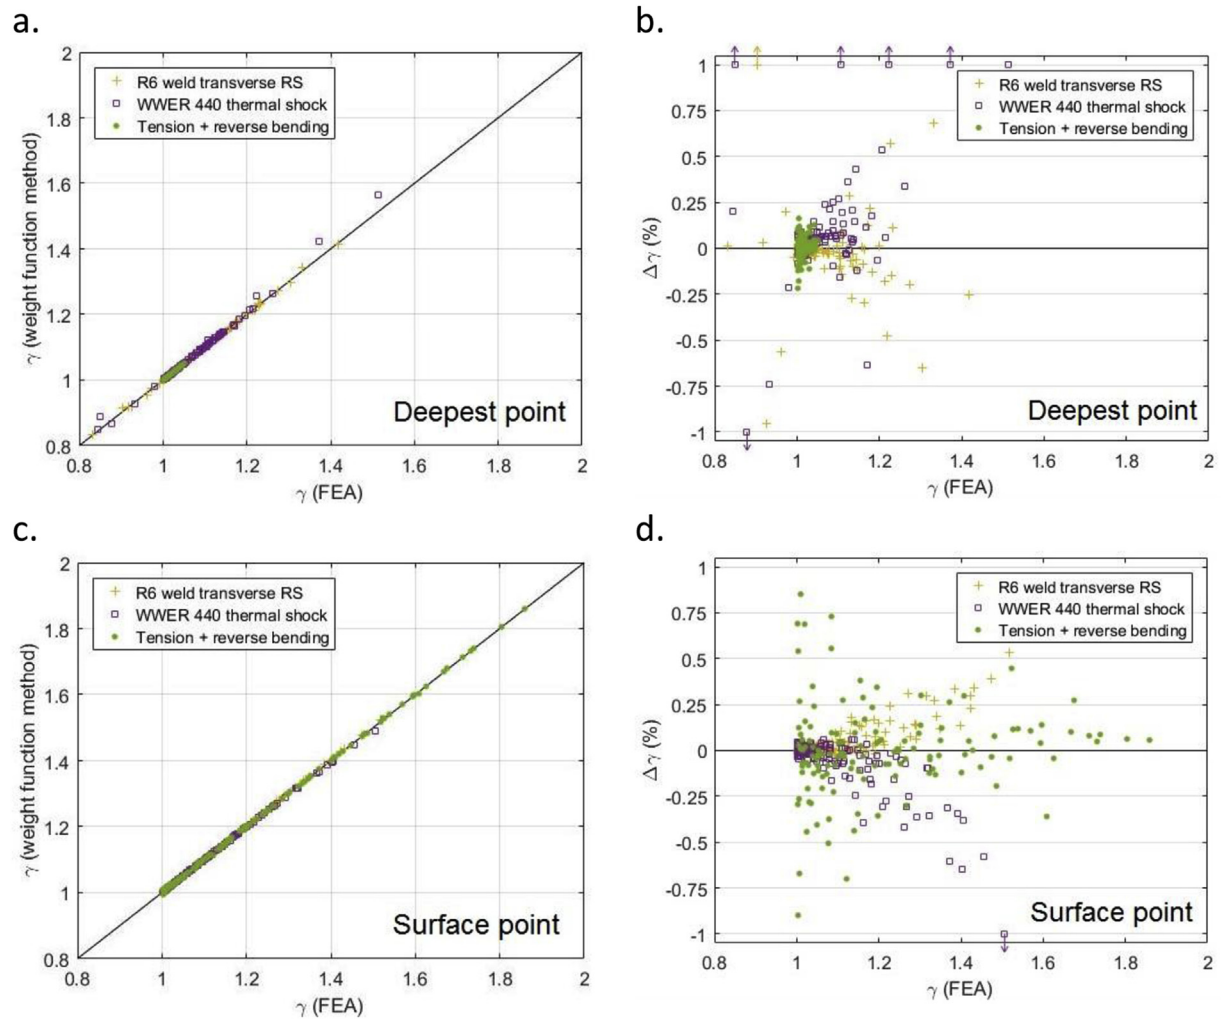 a.
2
1.8
1.6
1.4
1.2
1
0.8
γ (weight function method)
R6 weld transverse RS
WWER 440 thermal shock
Tension + reverse bending
Deepest point
0.8 1 1.2 1.4 1.6 1.8 2
γ (FEA)
b.
1
0.75
0.5
0.25
0
-0.25
-0.5
-0.75
-1
Δγ (%)
R6 weld transverse RS
WWER 440 thermal shock
Tension + reverse bending
Deepest point
0.8 1 1.2 1.4 1.6 1.8 2
γ (FEA)
c.
2
1.8
1.6
1.4
1.2
1
0.8
γ (weight function method)
R6 weld transverse RS
WWER 440 thermal shock
Tension + reverse bending
Surface point
0.8 1 1.2 1.4 1.6 1.8 2
γ (FEA)
d.
1
0.75
0.5
0.25
0
-0.25
-0.5
-0.75
-1
Δγ (%)
R6 weld transverse RS
WWER 440 thermal shock
Tension + reverse bending
Surface point
0.8 1 1.2 1.4 1.6 1.8 2
γ (FEA)